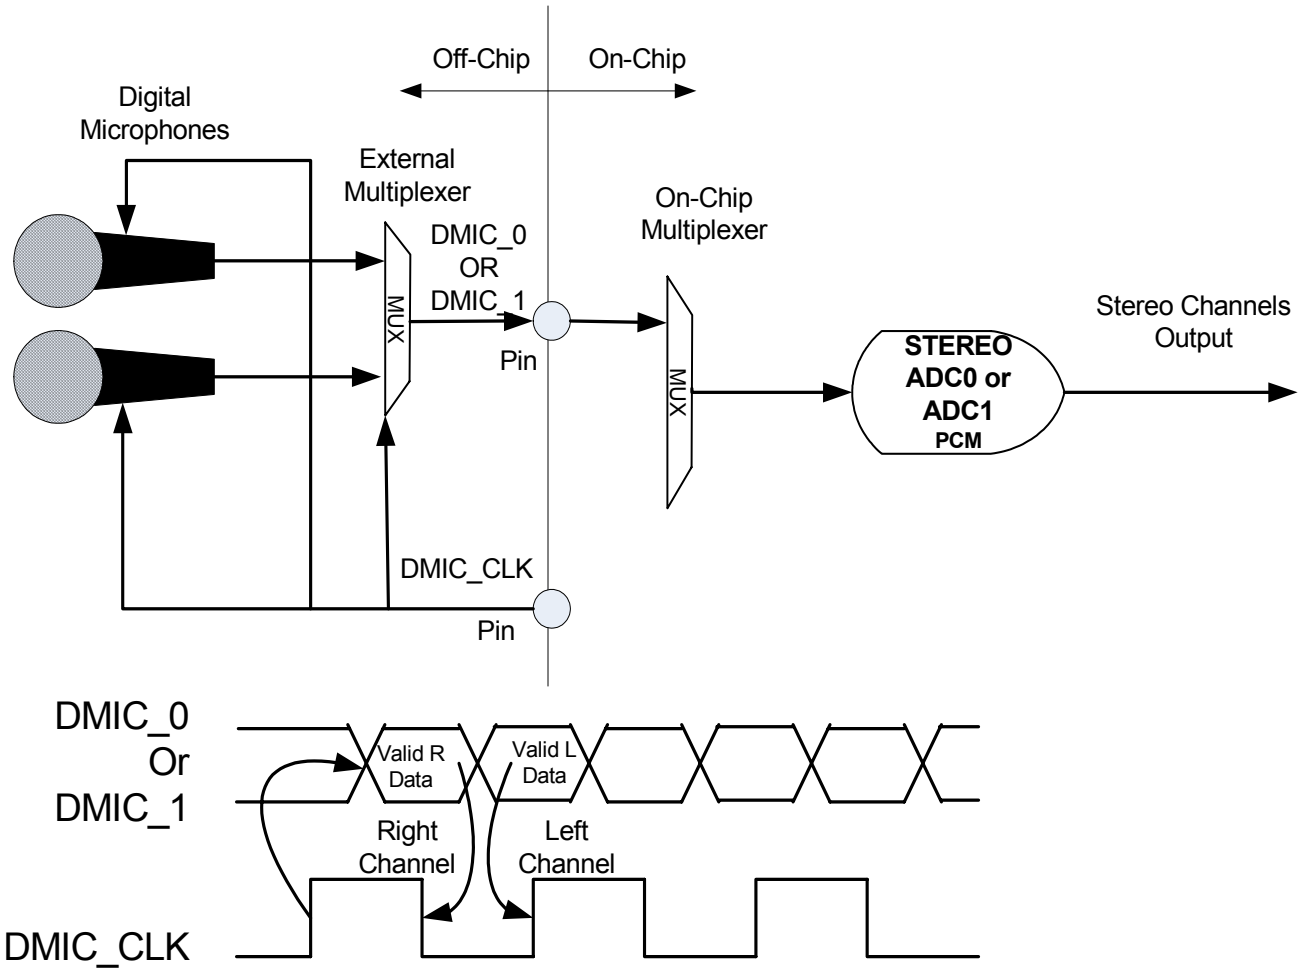 Off-Chip
On-Chip
Digital
Microphones
External
Multiplexer
On-Chip
Multiplexer
DMIC_0
OR
DMIC_1
MUX
Pin
MUX
STEREO
ADC0 or
ADC1
PCM
Stereo Channels
Output
DMIC_CLK
Pin
DMIC_0
Or
DMIC_1
Valid R
Data
Valid L
Data
Right
Channel
Left
Channel
DMIC_CLK